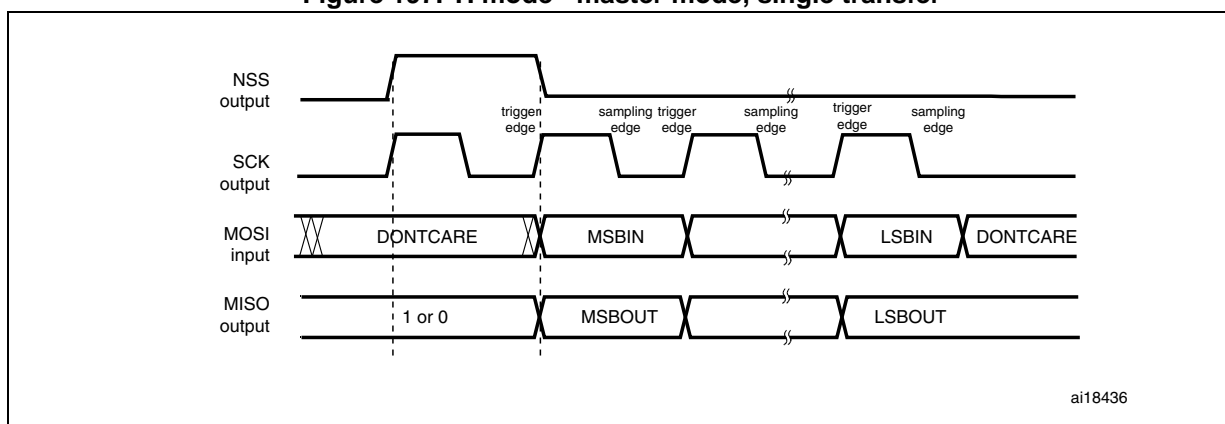 Figure TI mode - master mode, single transfer
NSS
output
trigger
edge
sampling
edge
trigger
edge
sampling
edge
trigger
edge
sampling
edge
SCK
output
MOSI
input
DONTCARE
MSBIN
LSBIN
DONTCARE
MISO
output
1 or 0
MSBOUT
LSBOUT
ai18436